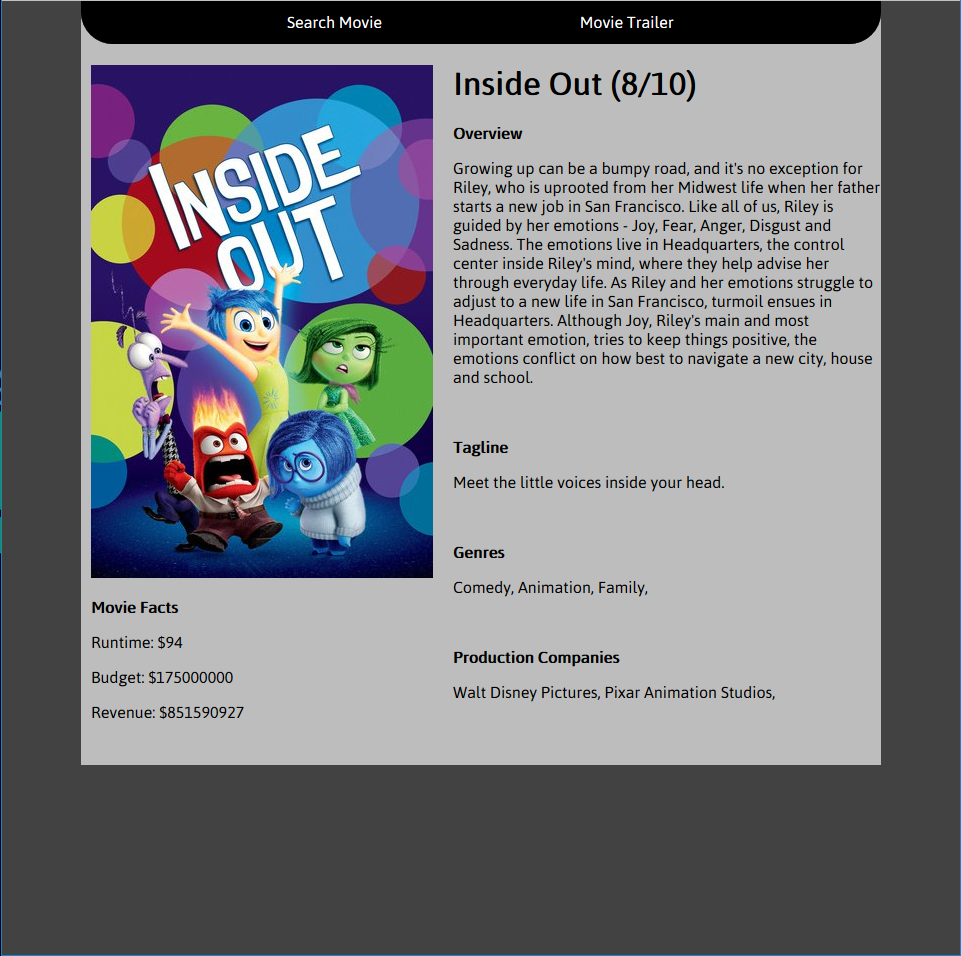 Search Movie
Movie Trailer
INSIDE
OUT
Movie Facts
Runtime: $94
Budget: $175000000
Revenue: $851590927
Inside Out (8/10)
Overview
Growing up can be a bumpy road, and it's no exception for
Riley, who is uprooted from her Midwest life when her father
starts a new job in San Francisco. Like all of us, Riley is
guided by her emotions - Joy, Fear, Anger, Disgust and
Sadness. The emotions live in Headquarters, the control
center inside Riley's mind, where they help advise her
through everyday life. As Riley and her emotions struggle to
adjust to a new life in San Francisco, turmoil ensues in
Headquarters. Although Joy, Riley's main and most
important emotion, tries to keep things positive, the
emotions conflict on how best to navigate a new city, house
and school.
Tagline
Meet the little voices inside your head.
Genres
Comedy, Animation, Family,
Production Companies
Walt Disney Pictures, Pixar Animation Studios,